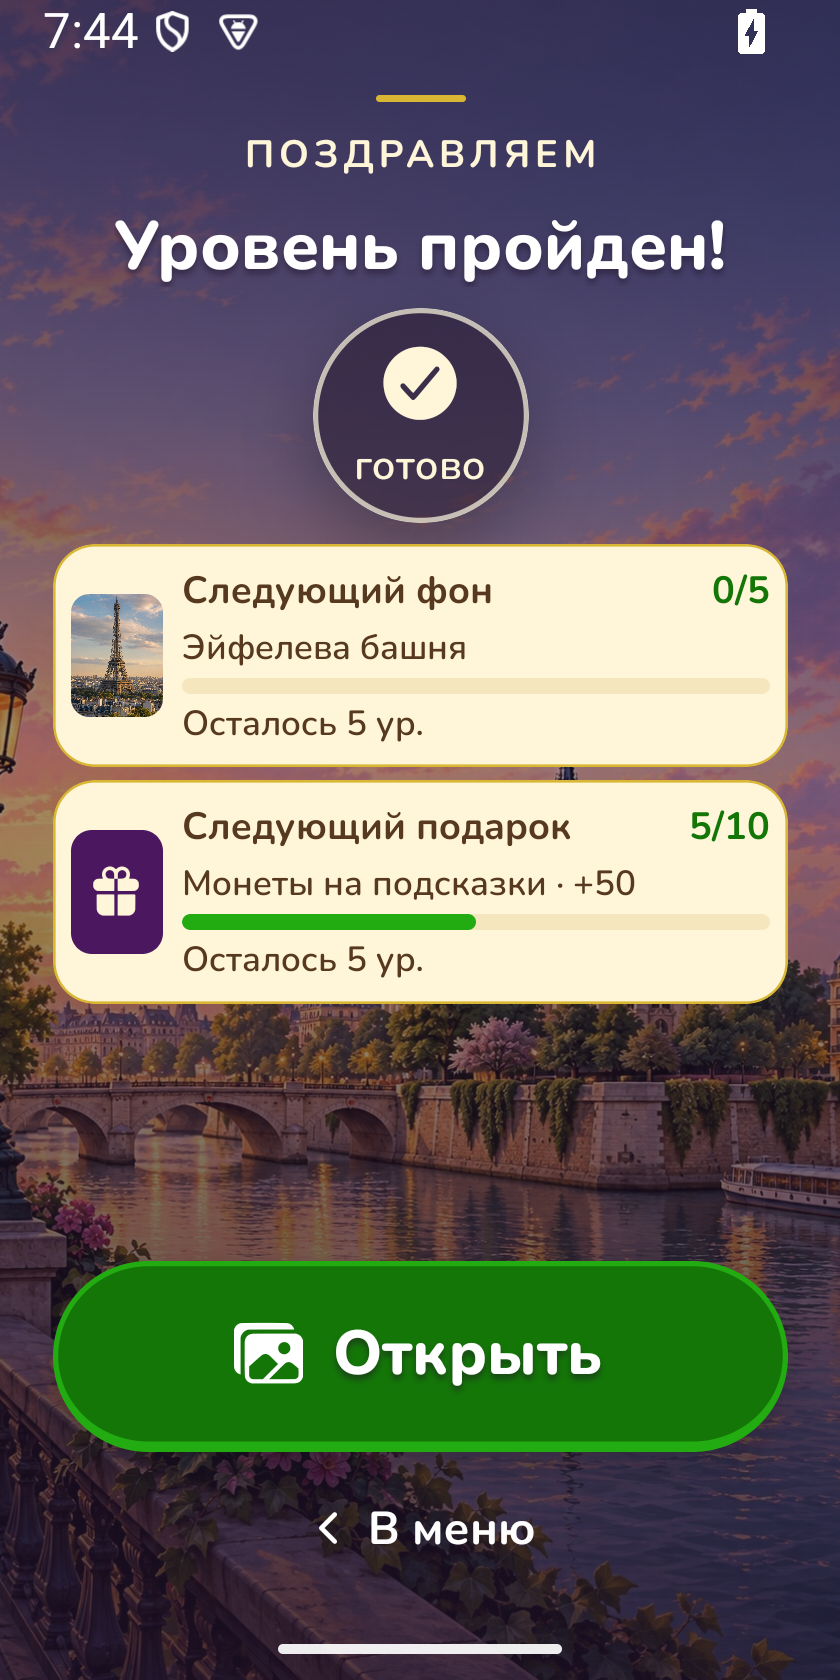 7:44
ПОЗДРАВЛЯЕМ
Уровень пройден!
готово
Следующий фон 0/5
Эйфелева башня
Осталось 5 ур.
Следующий подарок 5/10
Монеты на подсказки · +50
Осталось 5 ур.
Открыть
В меню